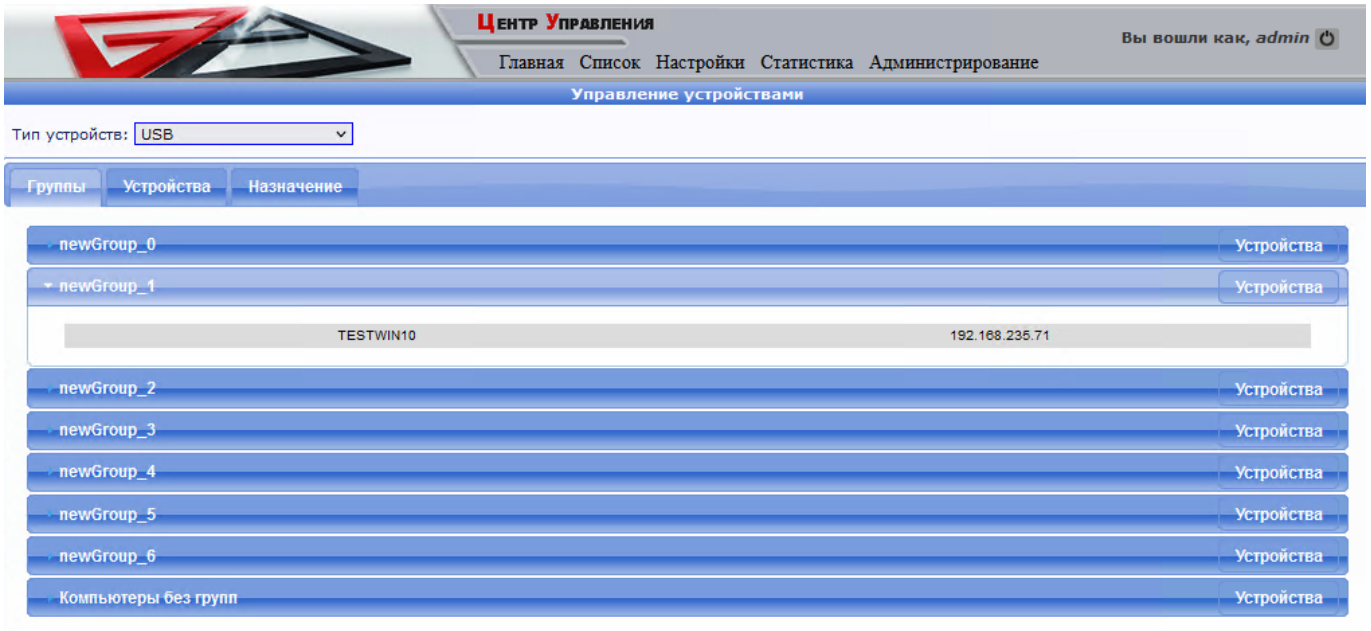 Центр Управления
Вы вошли как, admin
Главная Список Настройки Статистика Администрирование
Управление устройствами
Тип устройств: USB
Группы Устройства Назначение
newGroup_0 Устройства
newGroup_1 Устройства
TESTWIN10 192.168.235.71
newGroup_2 Устройства
newGroup_3 Устройства
newGroup_4 Устройства
newGroup_5 Устройства
newGroup_6 Устройства
Компьютеры без групп Устройства